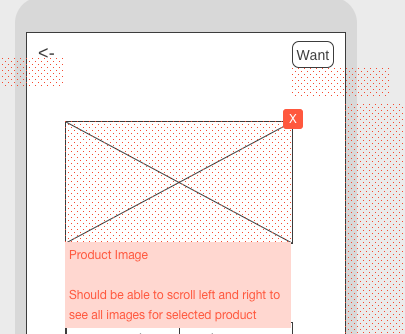 <-
Want
X
Product Image
Should be able to scroll left and right to
see all images for selected product